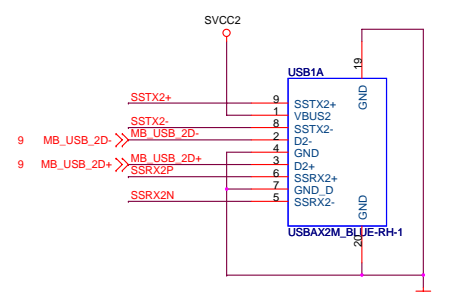 SVCC2
USB1A
19
GND
SSTX2+ 9 SSTX2+
1 VBUS2
SSTX2- 8 SSTX2-
9 MB_USB_2D- MB_USB_2D- 2 D2-
4 GND
9 MB_USB_2D+ MB_USB_2D+ 3 D2+
SSRX2P 6 SSRX2+
7 GND_D
SSRX2N 5 SSRX2-
GND
USBAX2M_BLUE-RH-1
20